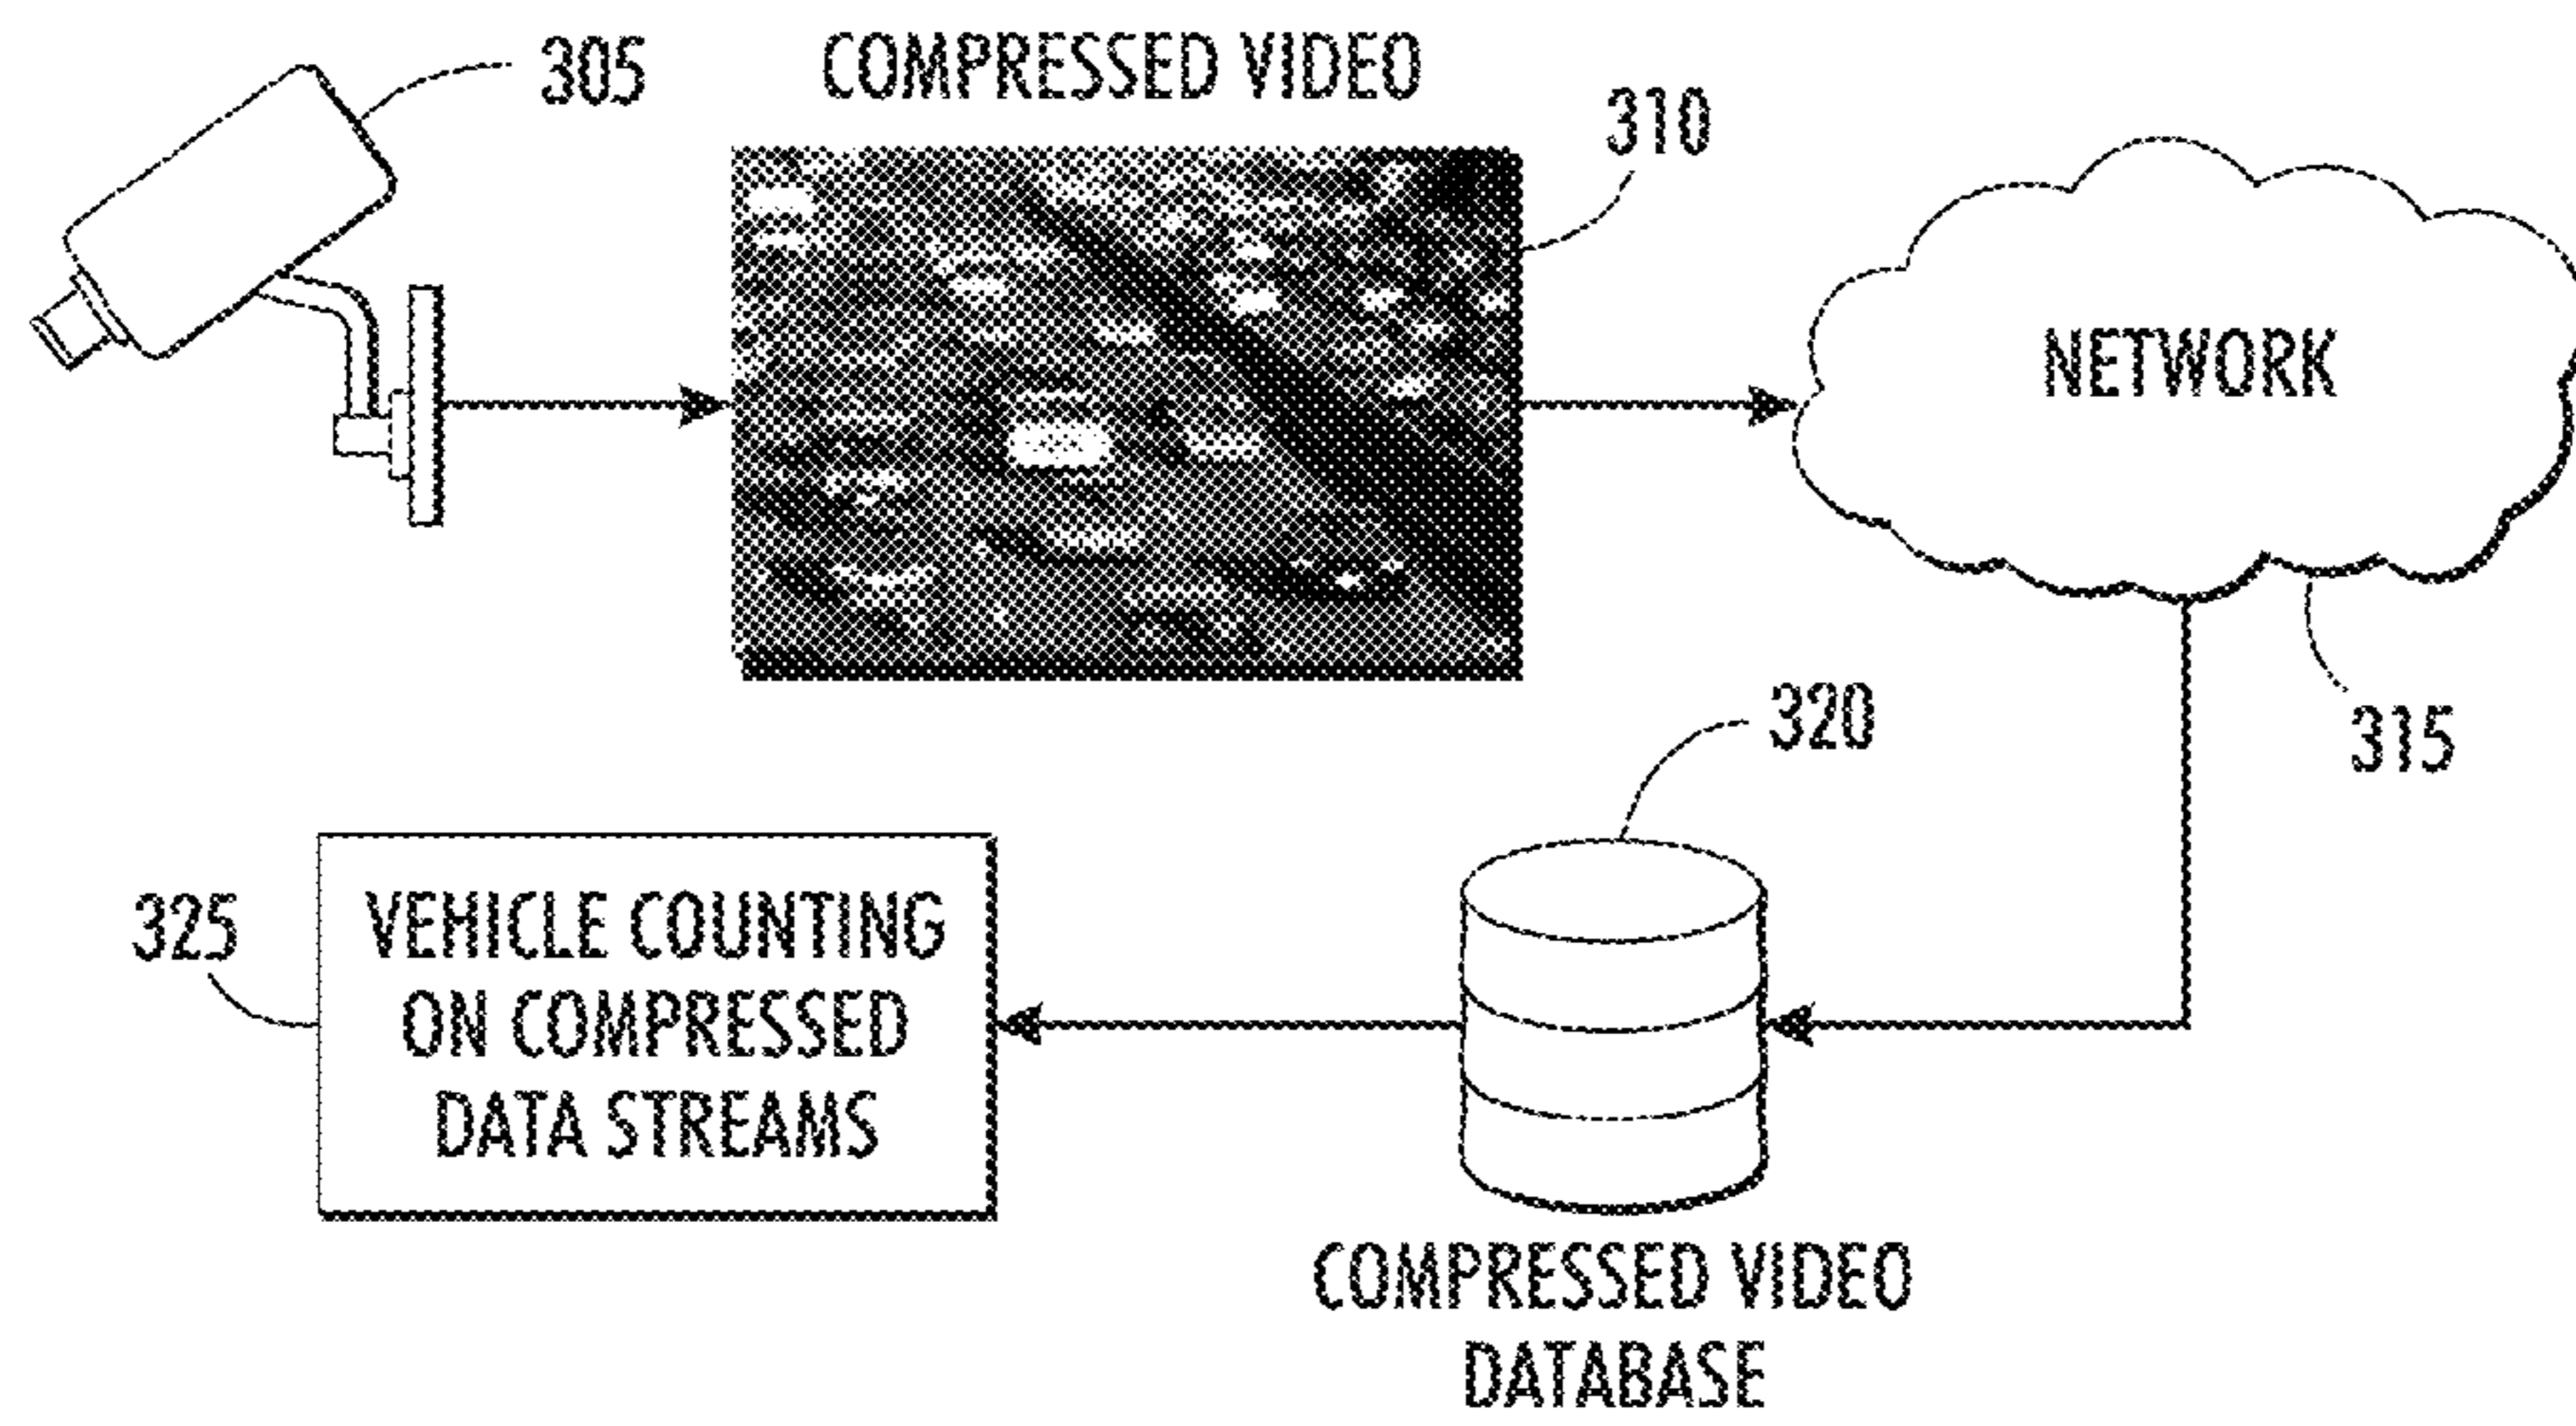 305
COMPRESSED VIDEO
310
NETWORK
315
320
325
VEHICLE COUNTING
ON COMPRESSED
DATA STREAMS
COMPRESSED VIDEO
DATABASE